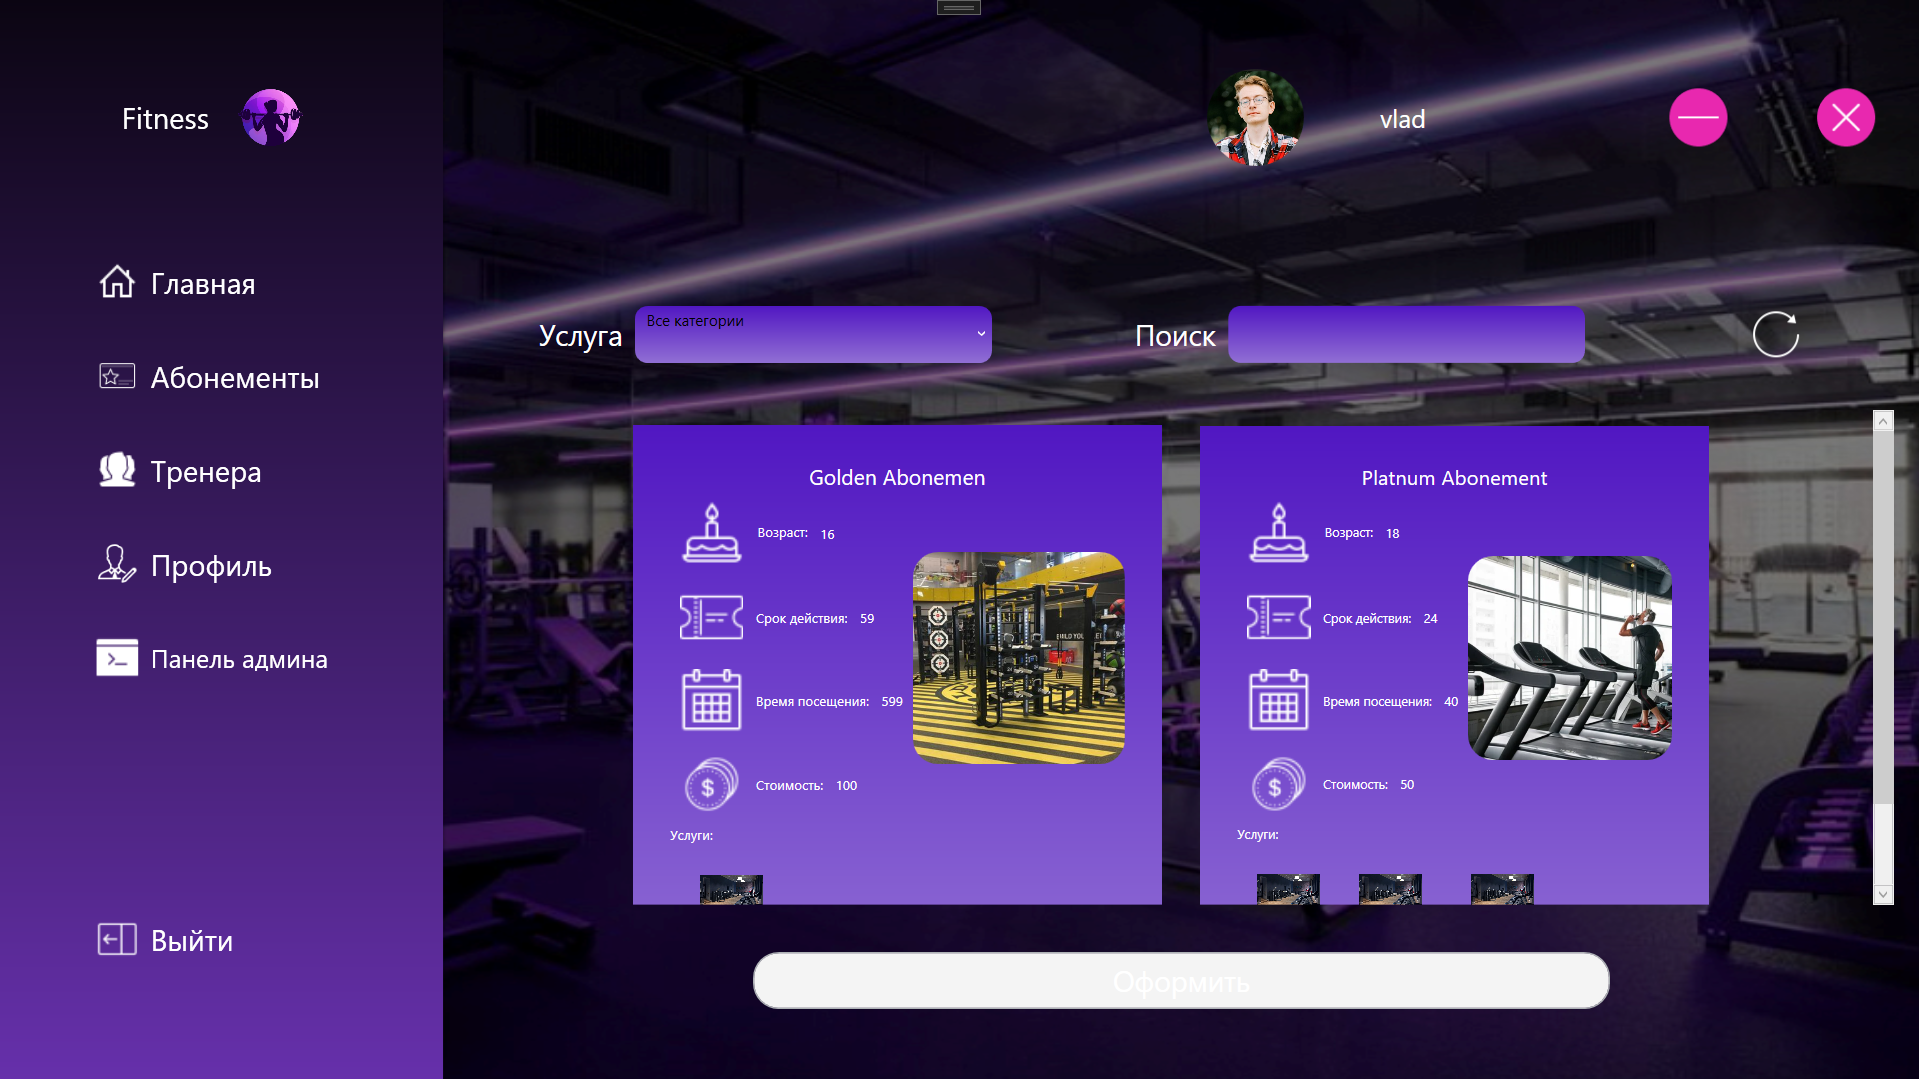 Fitness
vlad
Главная
Абонементы
Тренера
Профиль
Панель админа
Выйти
Услуга
Все категории
Поиск
Golden Abonemen
Возраст: 16
Срок действия: 59
Время посещения: 599
Стоимость: 100
Услуги:
BUILD YOU
Platnum Abonement
Возраст: 18
Срок действия: 24
Время посещения: 40
Стоимость: 50
Услуги:
Оформить